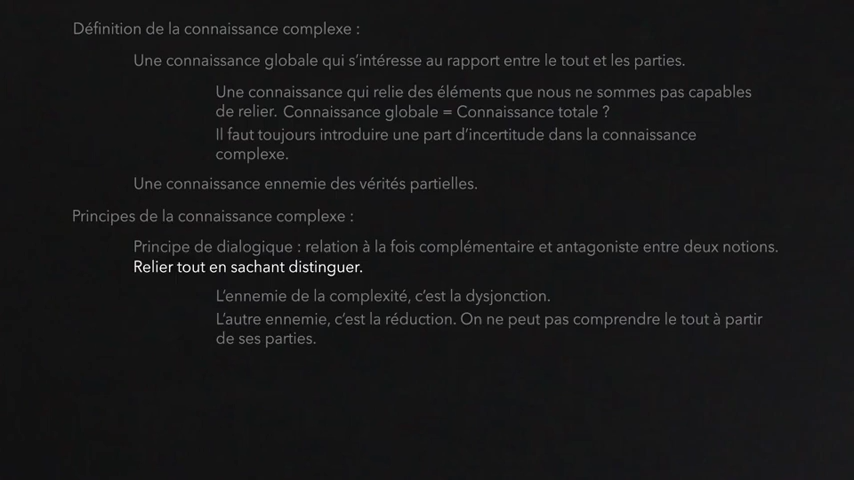 Définition de la connaissance complexe :
Une connaissance globale qui s’intéresse au rapport entre le tout et les parties.
Une connaissance qui relie des éléments que nous ne sommes pas capables
de relier. Connaissance globale = Connaissance totale ?
Il faut toujours introduire une part d’incertitude dans la connaissance
complexe.
Une connaissance ennemie des vérités partielles.
Principes de la connaissance complexe :
Principe de dialogique : relation à la fois complémentaire et antagoniste entre deux notions.
Relier tout en sachant distinguer.
L’ennemie de la complexité, c’est la dysjonction.
L’autre ennemie, c’est la réduction. On ne peut pas comprendre le tout à partir
de ses parties.